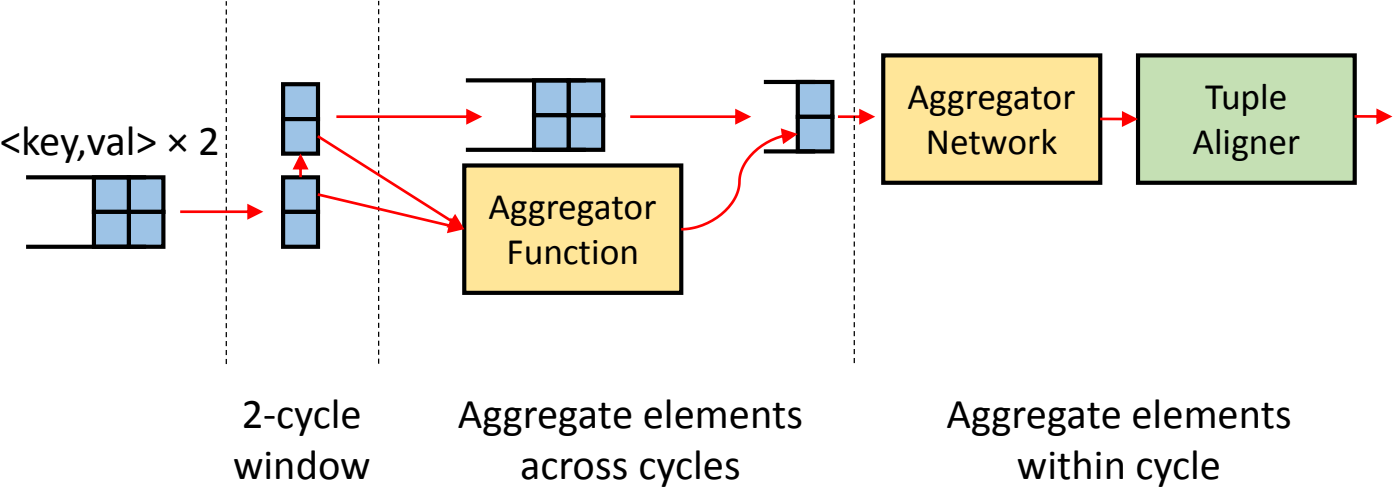 <key,val> × 2
Aggregator
Function
Aggregator
Network
Tuple
Aligner
2-cycle
window
Aggregate elements
across cycles
Aggregate elements
within cycle